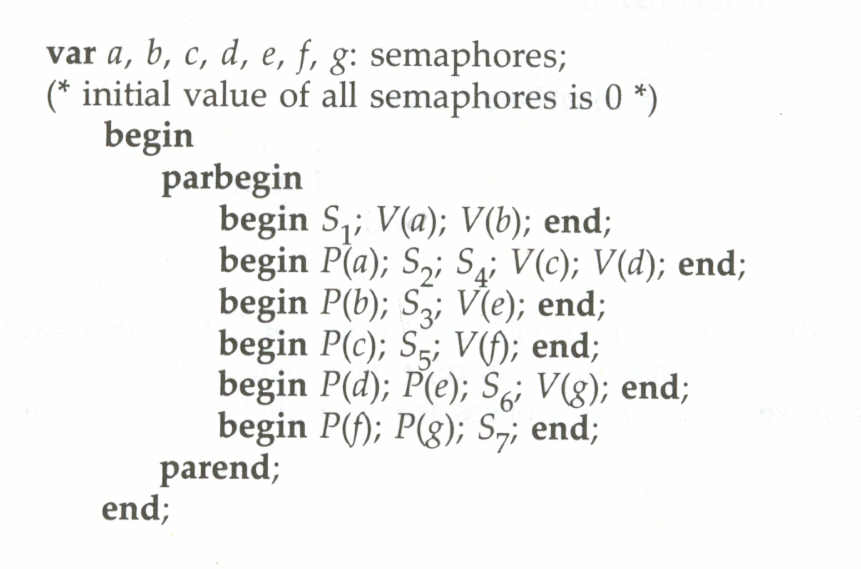 var a, b, c, d, e, f, g: semaphores;
(* initial value of all semaphores is 0 *)
begin
parbegin
begin S₁; V(a); V(b); end;
begin P(a); S₂; S₄; V(c); V(d); end;
begin P(b); S₃; V(e); end;
begin P(c); S₅; V(f); end;
begin P(d); P(e); S₆; V(g); end;
begin P(f); P(g); S₇; end;
parend;
end;